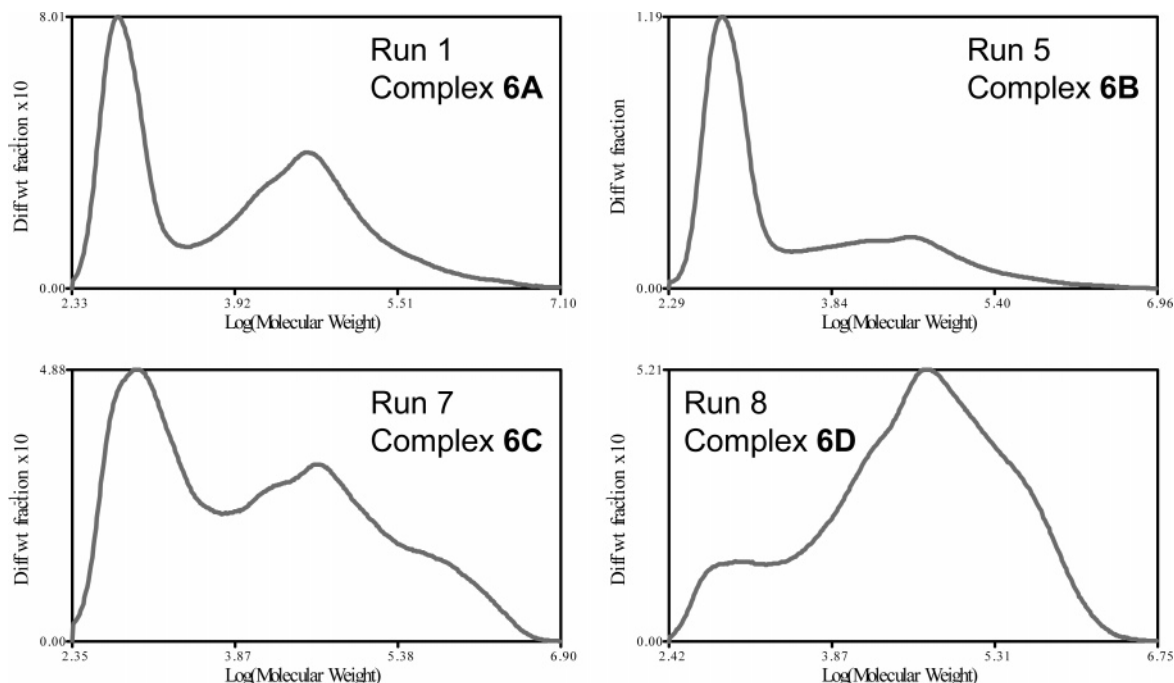 8.01
Diff wt fraction x10
Run 1
Complex 6A
0.00
2.33 3.92 5.51 7.10
Log(Molecular Weight)
1.19
Diff wt fraction
Run 5
Complex 6B
0.00
2.29 3.84 5.40 6.96
Log(Molecular Weight)
4.88
Diff wt fraction x10
Run 7
Complex 6C
0.00
2.35 3.87 5.38 6.90
Log(Molecular Weight)
5.21
Diff wt fraction x10
Run 8
Complex 6D
0.00
2.42 3.87 5.31 6.75
Log(Molecular Weight)